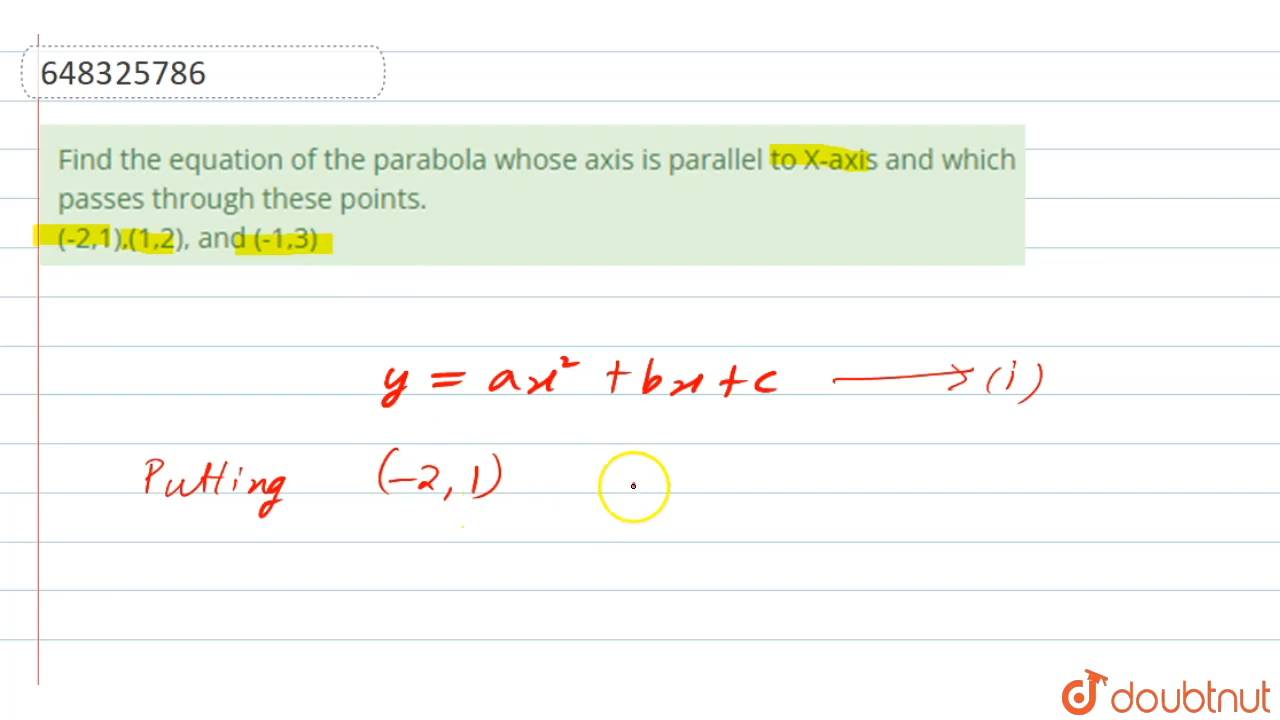 648325786
Find the equation of the parabola whose axis is parallel to X-axis and which
passes through these points.
(-2,1),(1,2), and (-1,3)
y = ax² + bx + c ⟶ (i)
Putting (-2, 1)
doubtnut